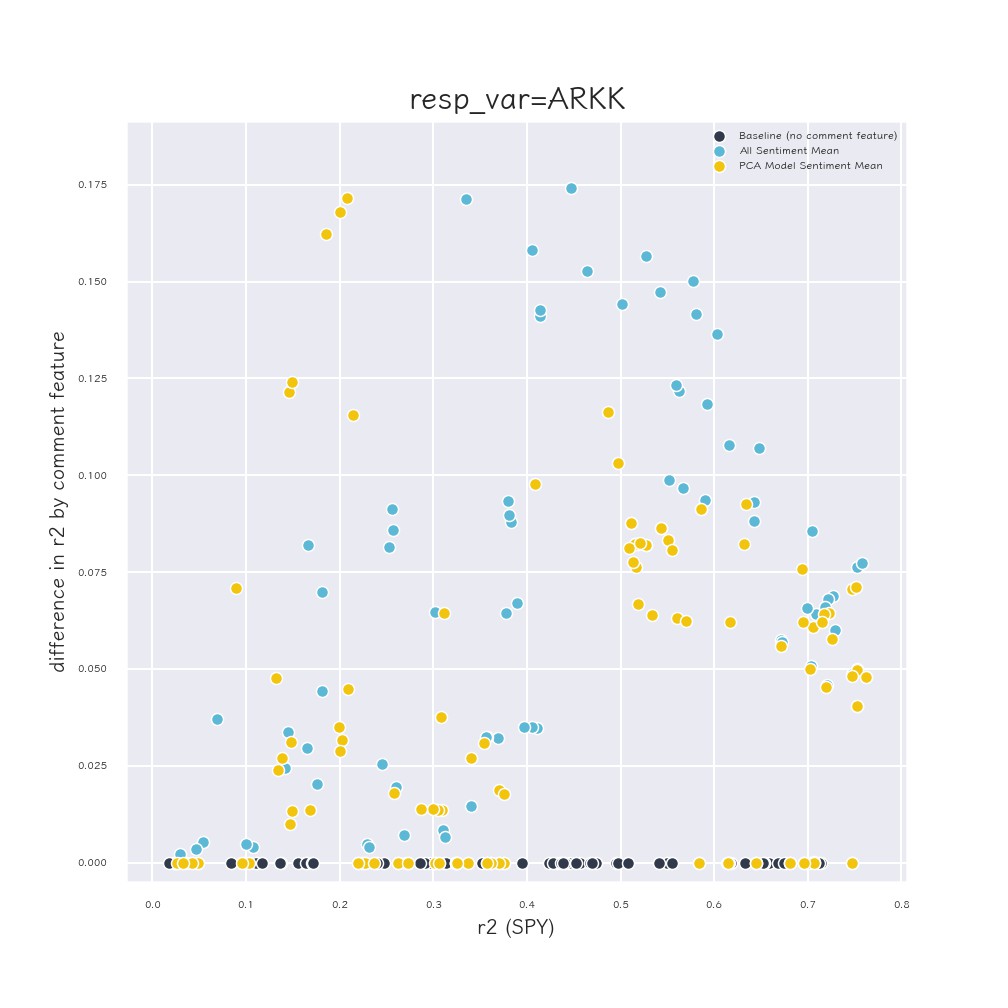 resp_var=ARKK
Baseline (no comment feature)
All Sentiment Mean
PCA Model Sentiment Mean
difference in r2 by comment feature
0.175
0.150
0.125
0.100
0.075
0.050
0.025
0.000
0.0 0.1 0.2 0.3 0.4 0.5 0.6 0.7 0.8
r2 (SPY)